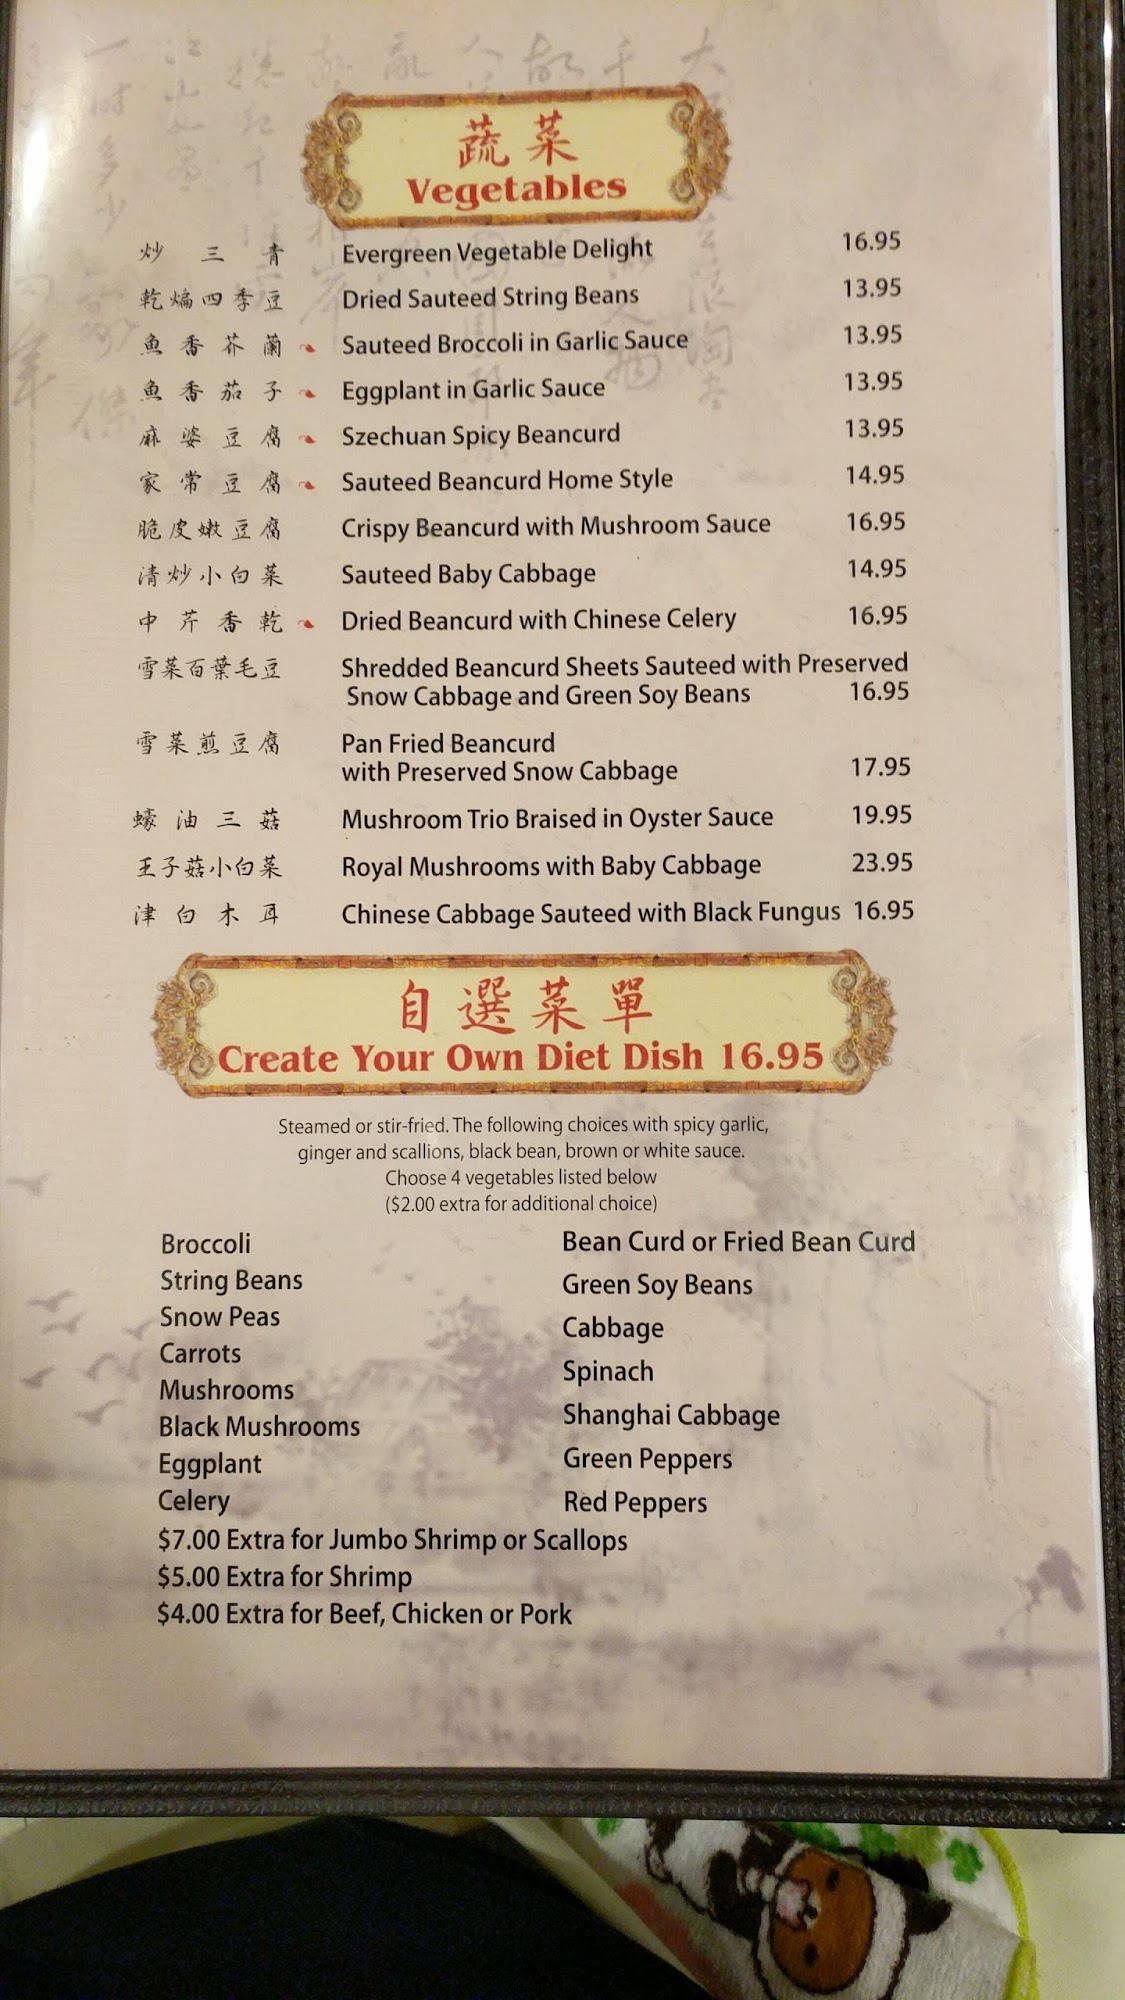 蔬菜
Vegetables
炒三青 Evergreen Vegetable Delight 16.95
乾煸四季豆 Dried Sauteed String Beans 13.95
魚香芥蘭 Sauteed Broccoli in Garlic Sauce 13.95
魚香茄子 Eggplant in Garlic Sauce 13.95
麻婆豆腐 Szechuan Spicy Beancurd 13.95
家常豆腐 Sauteed Beancurd Home Style 14.95
脆皮嫩豆腐 Crispy Beancurd with Mushroom Sauce 16.95
清炒小白菜 Sauteed Baby Cabbage 14.95
中芹香乾 Dried Beancurd with Chinese Celery 16.95
雪菜百葉毛豆 Shredded Beancurd Sheets Sauteed with Preserved
Snow Cabbage and Green Soy Beans 16.95
雪菜煎豆腐 Pan Fried Beancurd
with Preserved Snow Cabbage 17.95
蠔油三菇 Mushroom Trio Braised in Oyster Sauce 19.95
王子菇小白菜 Royal Mushrooms with Baby Cabbage 23.95
津白木耳 Chinese Cabbage Sauteed with Black Fungus 16.95
自選菜單
Create Your Own Diet Dish 16.95
Steamed or stir-fried. The following choices with spicy garlic,
ginger and scallions, black bean, brown or white sauce.
Choose 4 vegetables listed below
($2.00 extra for additional choice)
Broccoli
String Beans
Snow Peas
Carrots
Mushrooms
Black Mushrooms
Eggplant
Celery
Bean Curd or Fried Bean Curd
Green Soy Beans
Cabbage
Spinach
Shanghai Cabbage
Green Peppers
Red Peppers
$7.00 Extra for Jumbo Shrimp or Scallops
$5.00 Extra for Shrimp
$4.00 Extra for Beef, Chicken or Pork